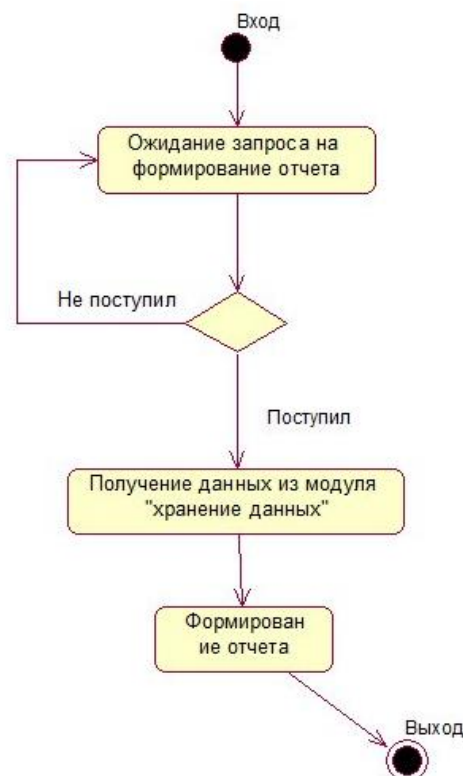 Вход
Ожидание запроса на
формирование отчета
Не поступил
Поступил
Получение данных из модуля
"хранение данных"
Формирован
ие отчета
Выход